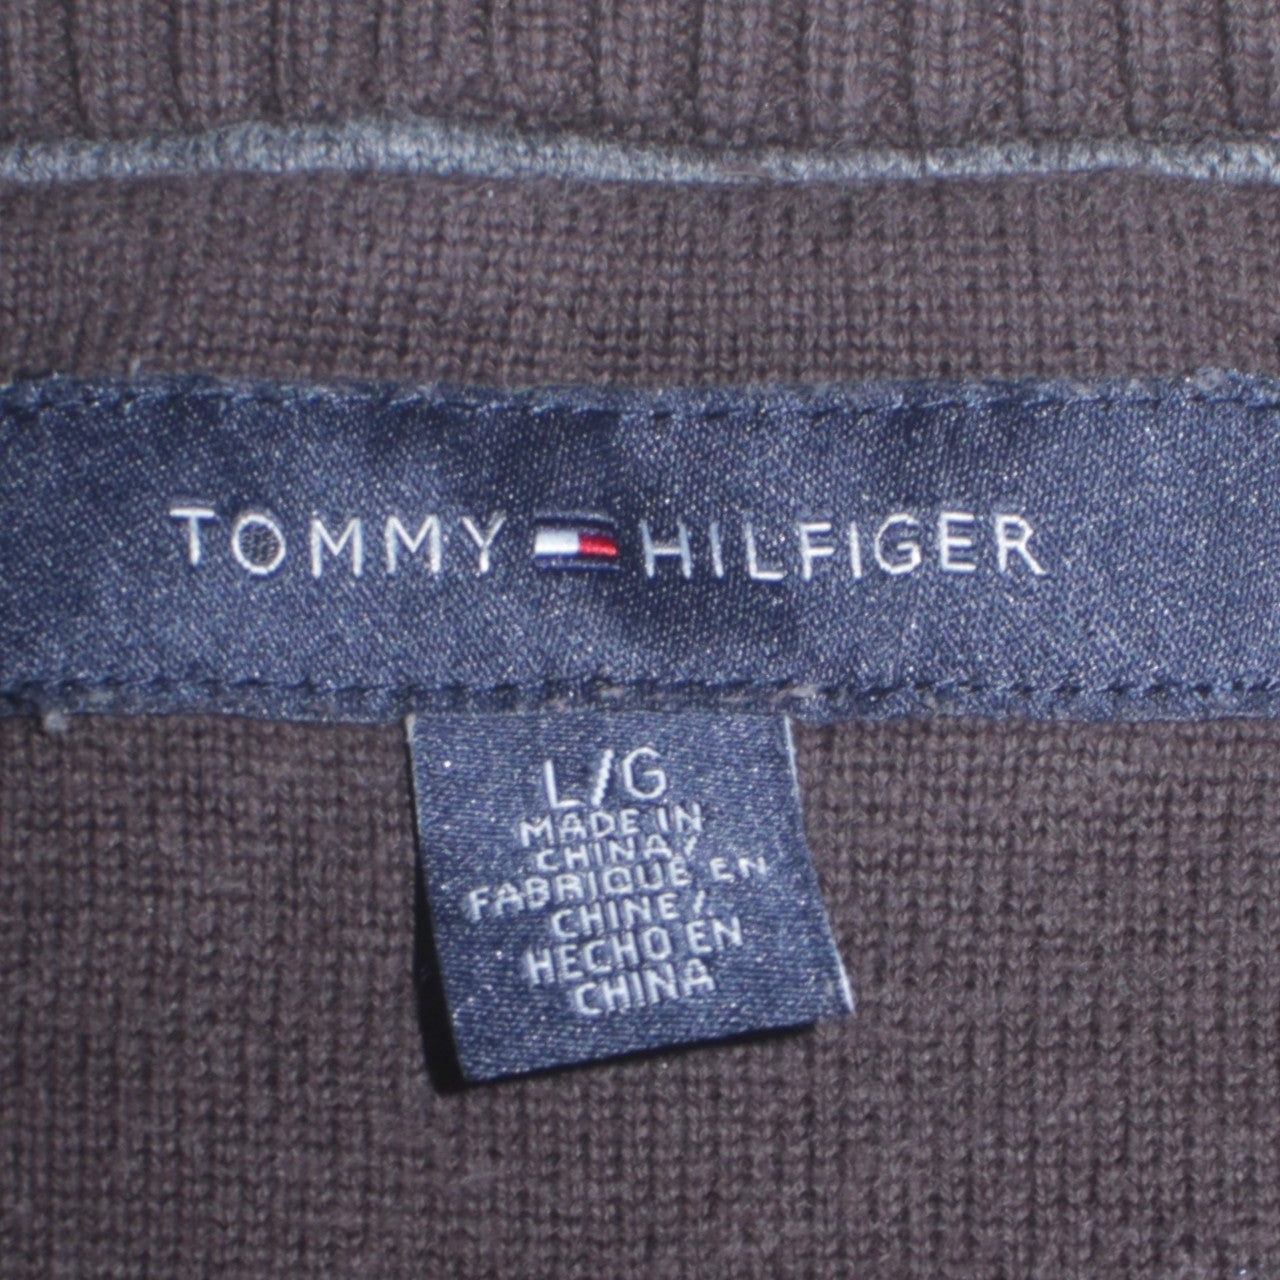 TOMMY HILFIGER
L/G
MADE IN
CHINA/
FABRIQUE EN
CHINE/
HECHO EN
CHINA